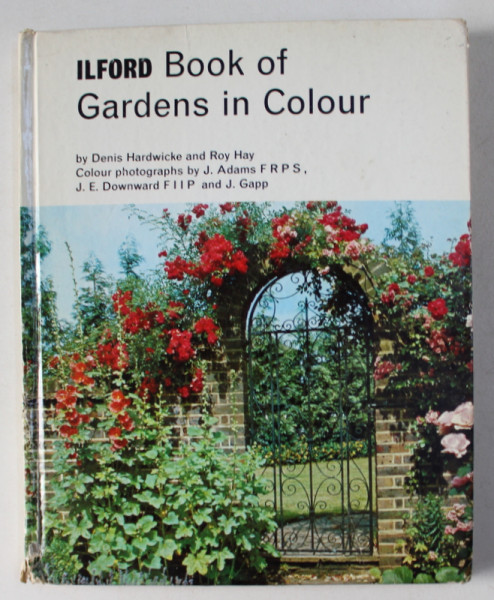 ILFORD Book of
Gardens in Colour
by Denis Hardwicke and Roy Hay
Colour photographs by J. Adams F R P S,
J. E. Downward F I I P and J. Gapp